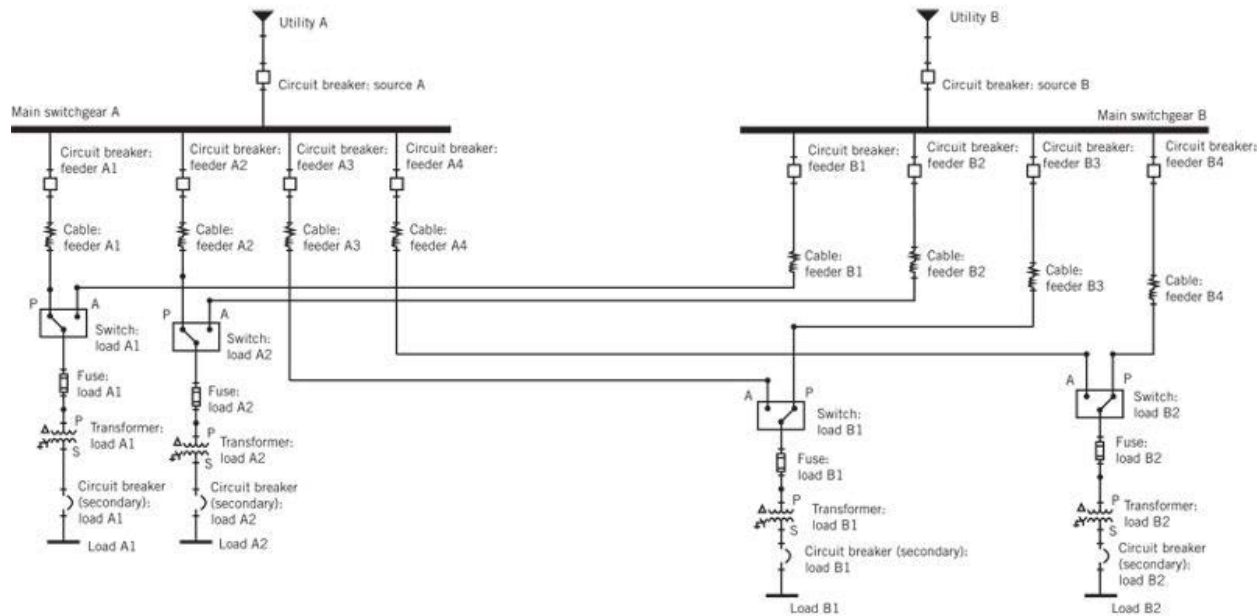 Utility A
Utility B
Circuit breaker: source A
Circuit breaker: source B
Main switchgear A
Main switchgear B
Circuit breaker:
feeder A1
Circuit breaker:
feeder A2
Circuit breaker:
feeder A3
Circuit breaker:
feeder A4
Circuit breaker:
feeder B1
Circuit breaker:
feeder B2
Circuit breaker:
feeder B3
Circuit breaker:
feeder B4
Cable:
feeder A1
Cable:
feeder A2
Cable:
feeder A3
Cable:
feeder A4
Cable:
feeder B1
Cable:
feeder B2
Cable:
feeder B3
Cable:
feeder B4
P
A
Switch:
load A1
P
A
Switch:
load A2
A
P
Switch:
load B1
A
P
Switch:
load B2
Fuse:
load A1
Fuse:
load A2
Fuse:
load B1
Fuse:
load B2
P
S
Transformer:
load A1
P
S
Transformer:
load A2
P
S
Transformer:
load B1
P
S
Transformer:
load B2
Circuit breaker
(secondary):
load A1
Circuit breaker
(secondary):
load A2
Circuit breaker (secondary):
load B1
Circuit breaker
(secondary):
load B2
Load A1
Load A2
Load B1
Load B2